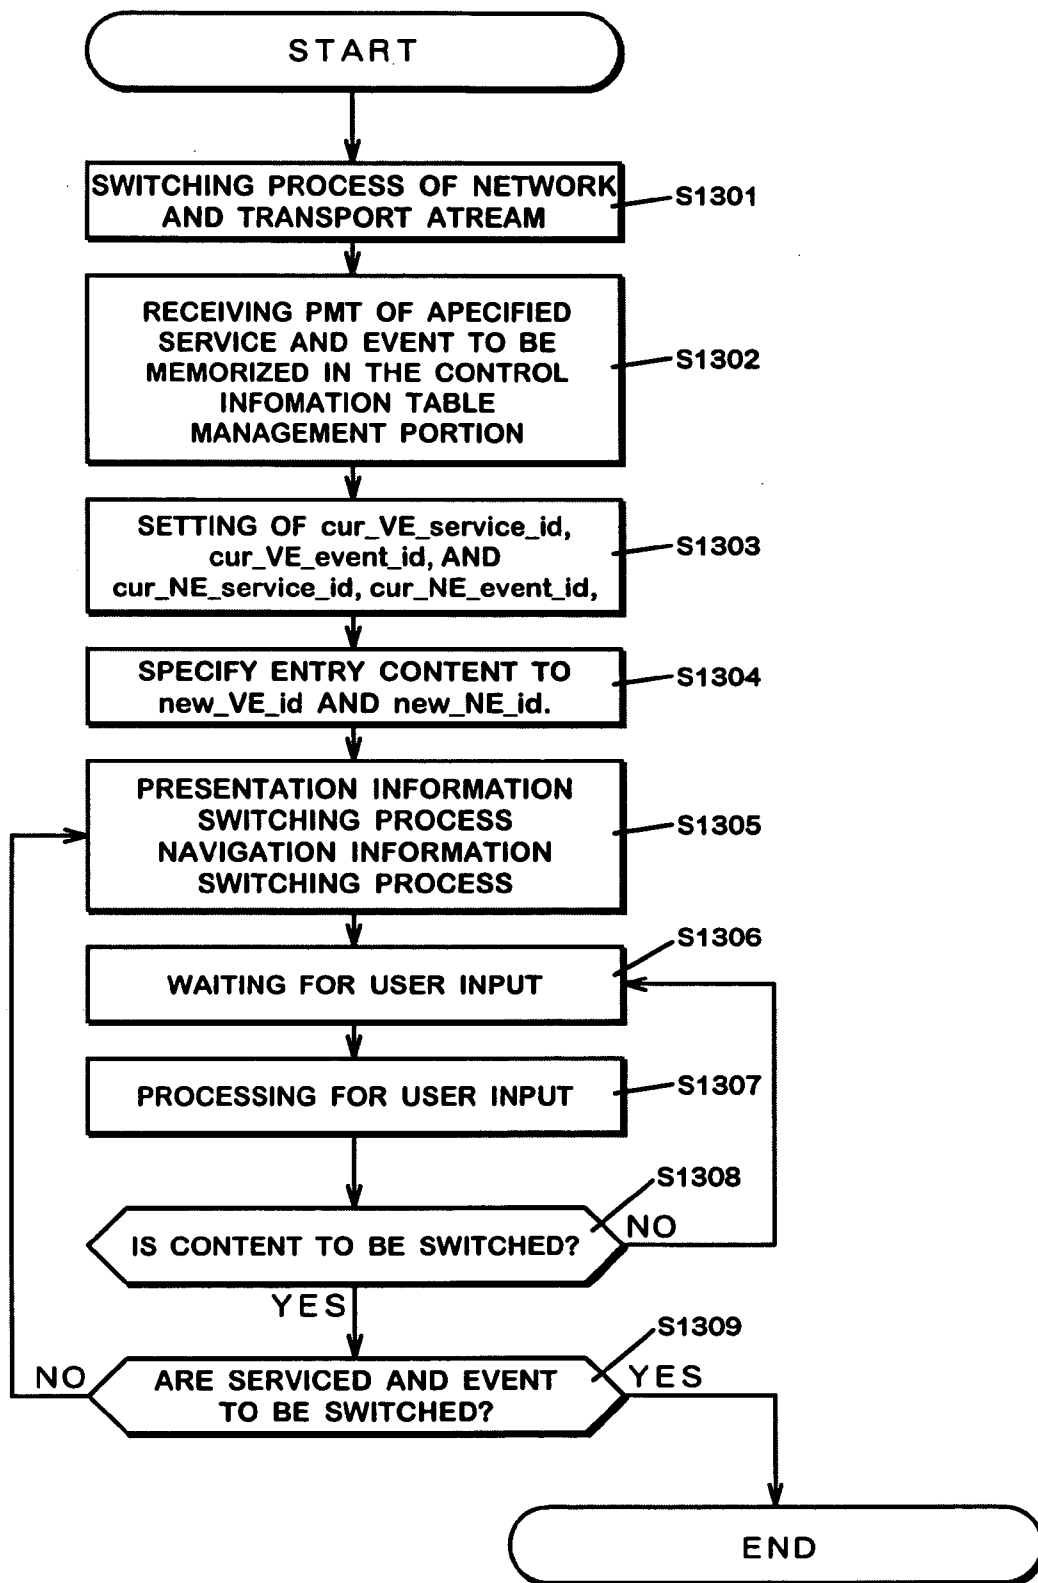 START
SWITCHING PROCESS OF NETWORK
AND TRANSPORT ATREAM
S1301
RECEIVING PMT OF APECIFIED
SERVICE AND EVENT TO BE
MEMORIZED IN THE CONTROL
INFOMATION TABLE
MANAGEMENT PORTION
S1302
SETTING OF cur_VE_service_id,
cur_VE_event_id, AND
cur_NE_service_id, cur_NE_event_id,
S1303
SPECIFY ENTRY CONTENT TO
new_VE_id AND new_NE_id.
S1304
PRESENTATION INFORMATION
SWITCHING PROCESS
NAVIGATION INFORMATION
SWITCHING PROCESS
S1305
S1306
WAITING FOR USER INPUT
PROCESSING FOR USER INPUT
S1307
S1308
IS CONTENT TO BE SWITCHED?
NO
YES
S1309
NO
ARE SERVICED AND EVENT
TO BE SWITCHED?
YES
END